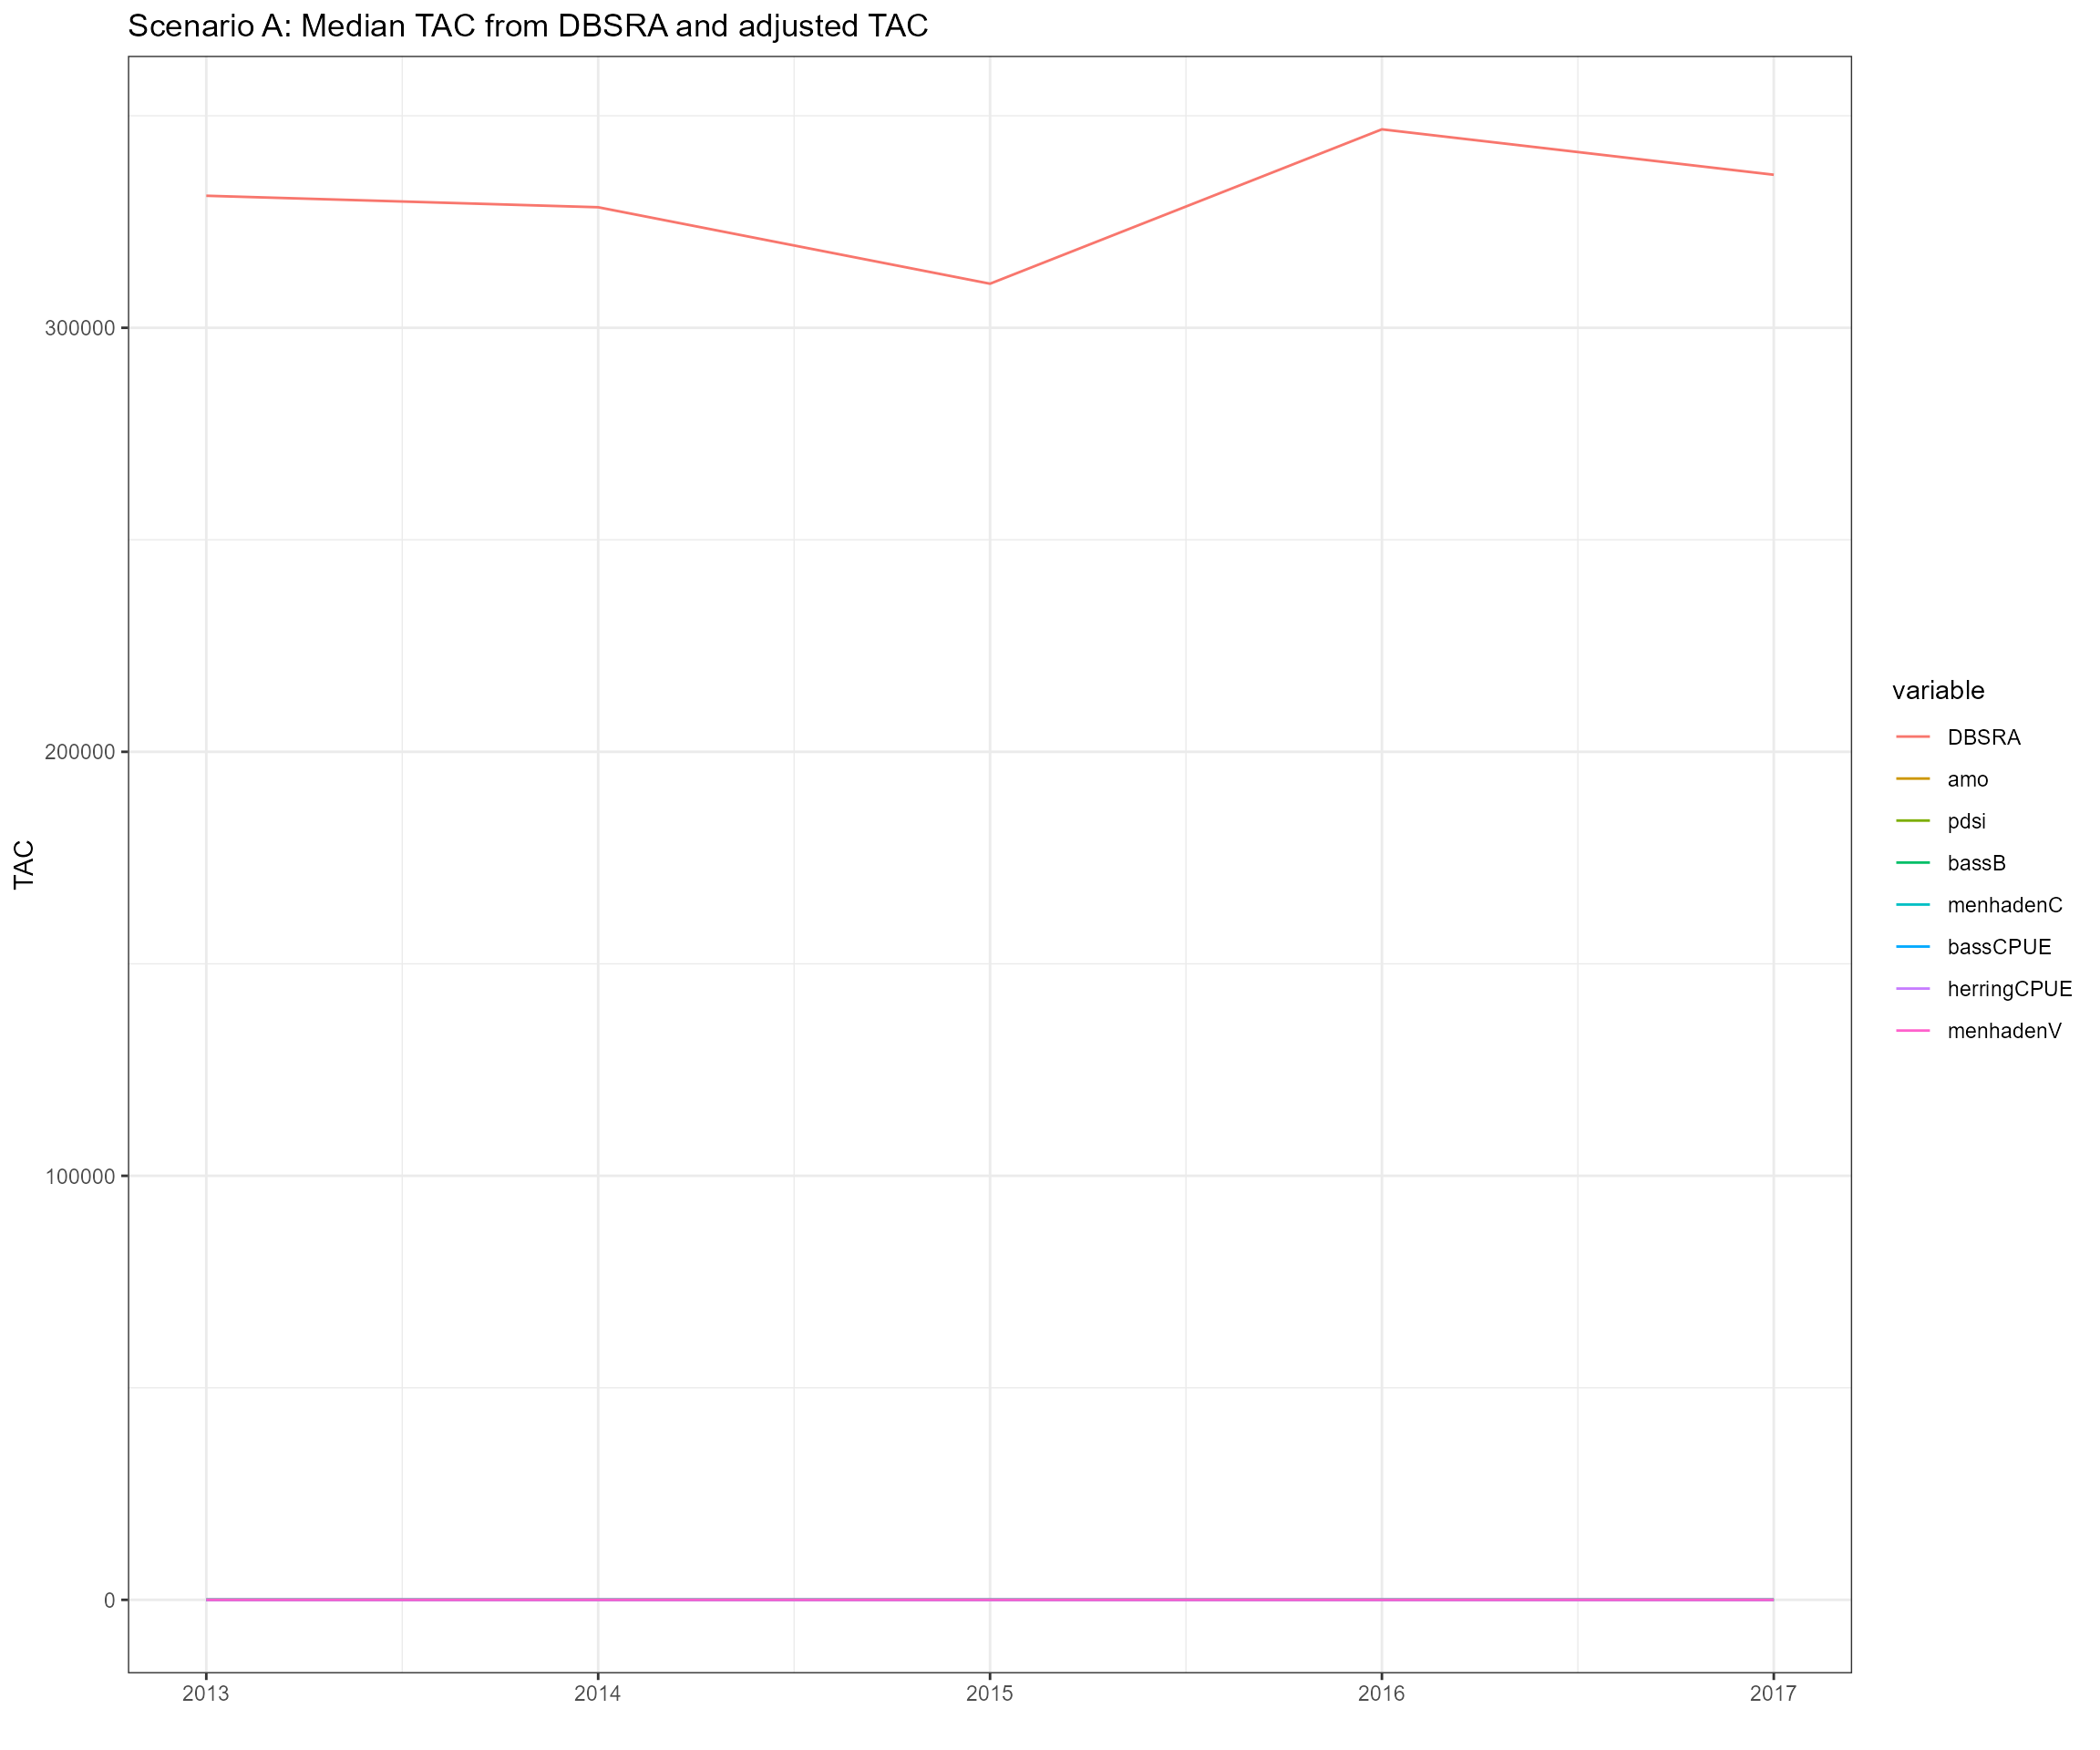 Scenario A: Median TAC from DBSRA and adjusted TAC
TAC
300000
200000
100000
0
2013 2014 2015 2016 2017
variable
DBSRA
amo
pdsi
bassB
menhadenC
bassCPUE
herringCPUE
menhadenV